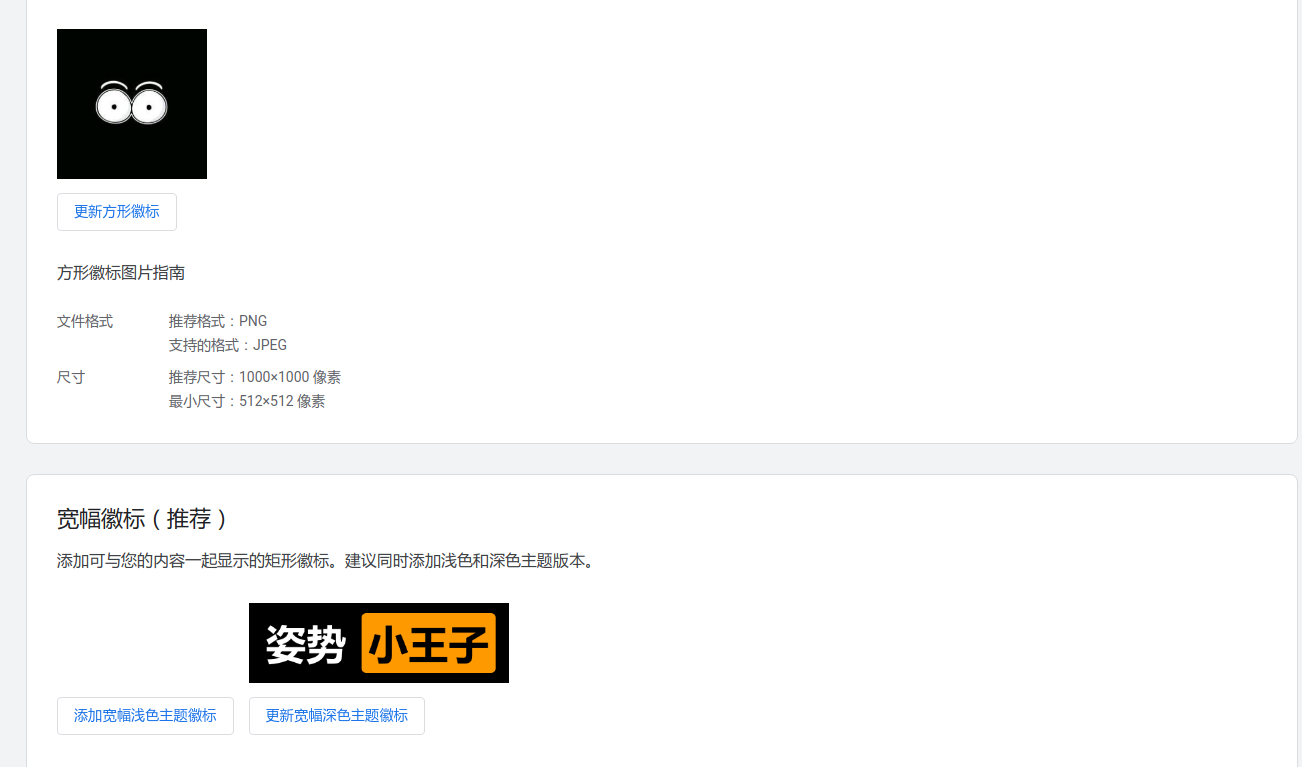 更新方形徽标
方形徽标图片指南
文件格式
推荐格式：PNG
支持的格式：JPEG
尺寸
推荐尺寸：1000×1000 像素
最小尺寸：512×512 像素
宽幅徽标（推荐）
添加可与您的内容一起显示的矩形徽标。建议同时添加浅色和深色主题版本。
姿势 小王子
添加宽幅浅色主题徽标
更新宽幅深色主题徽标